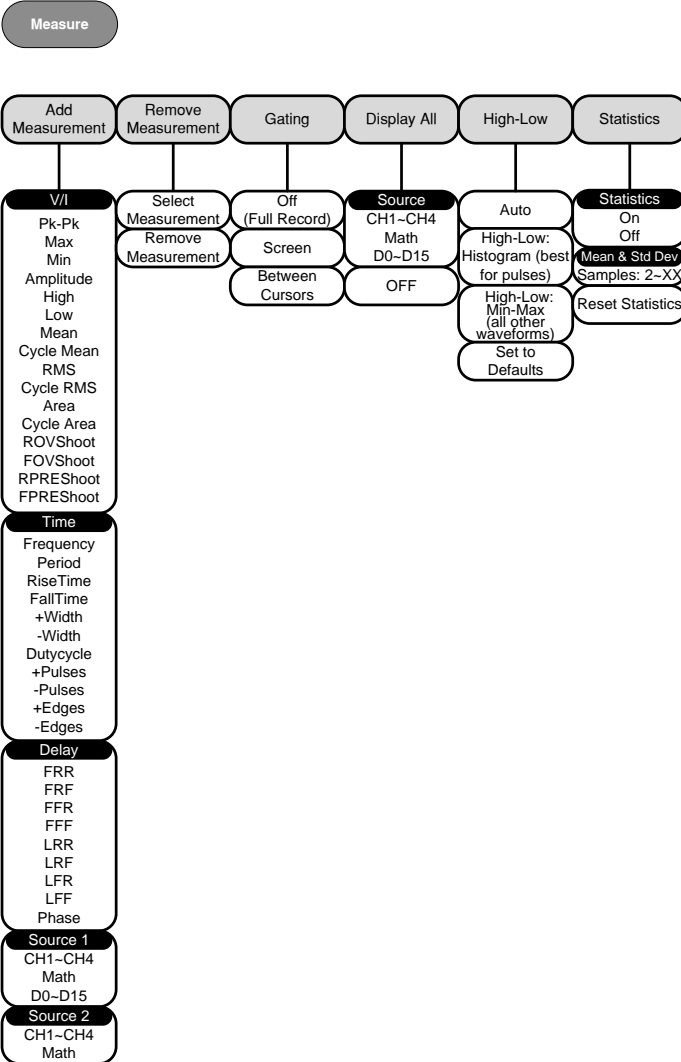 Measure
Add
Measurement
Remove
Measurement
Gating
Display All
High-Low
Statistics
V/I
Pk-Pk
Max
Min
Amplitude
High
Low
Mean
Cycle Mean
RMS
Cycle RMS
Area
Cycle Area
ROVShoot
FOVShoot
RPREShoot
FPREShoot
Time
Frequency
Period
RiseTime
FallTime
+Width
-Width
Dutycycle
+Pulses
-Pulses
+Edges
-Edges
Delay
FRR
FRF
FFR
FFF
LRR
LRF
LFR
LFF
Phase
Source 1
CH1~CH4
Math
D0~D15
Source 2
CH1~CH4
Math
Select
Measurement
Remove
Measurement
Off
(Full Record)
Screen
Between
Cursors
Source
CH1~CH4
Math
D0~D15
OFF
Auto
High-Low:
Histogram (best
for pulses)
High-Low:
Min-Max
(all other
waveforms)
Set to
Defaults
Statistics
On
Off
Mean & Std Dev
Samples: 2~XX
Reset Statistics